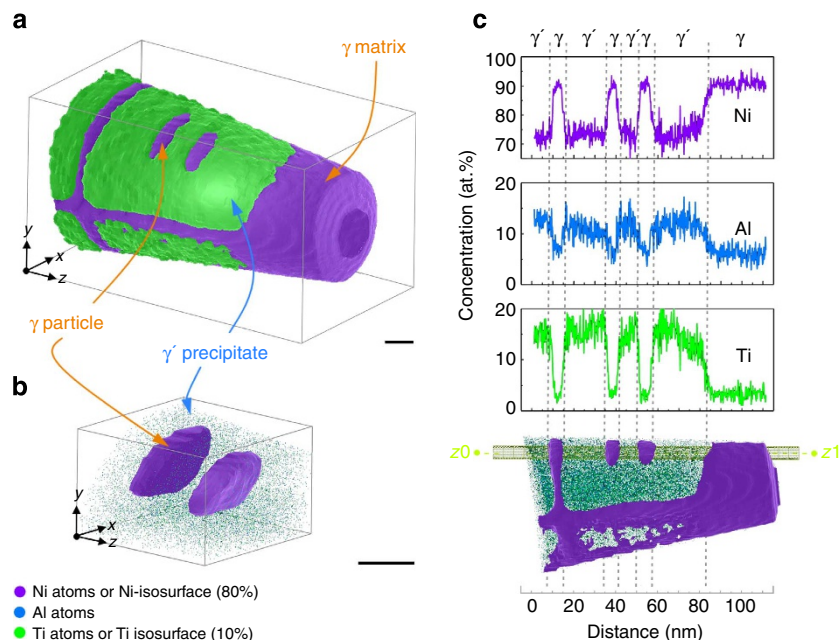 a
γ matrix
y
x
z
γ particle
γ´ precipitate
b
y
x
z
Ni atoms or Ni-isosurface (80%)
Al atoms
Ti atoms or Ti isosurface (10%)
c
γ´ γ γ´ γ γ´ γ γ´ γ
100
90
80
70
Ni
Concentration (at.%)
20
10
0
Al
20
10
0
Ti
z0
z1
0 20 40 60 80 100
Distance (nm)